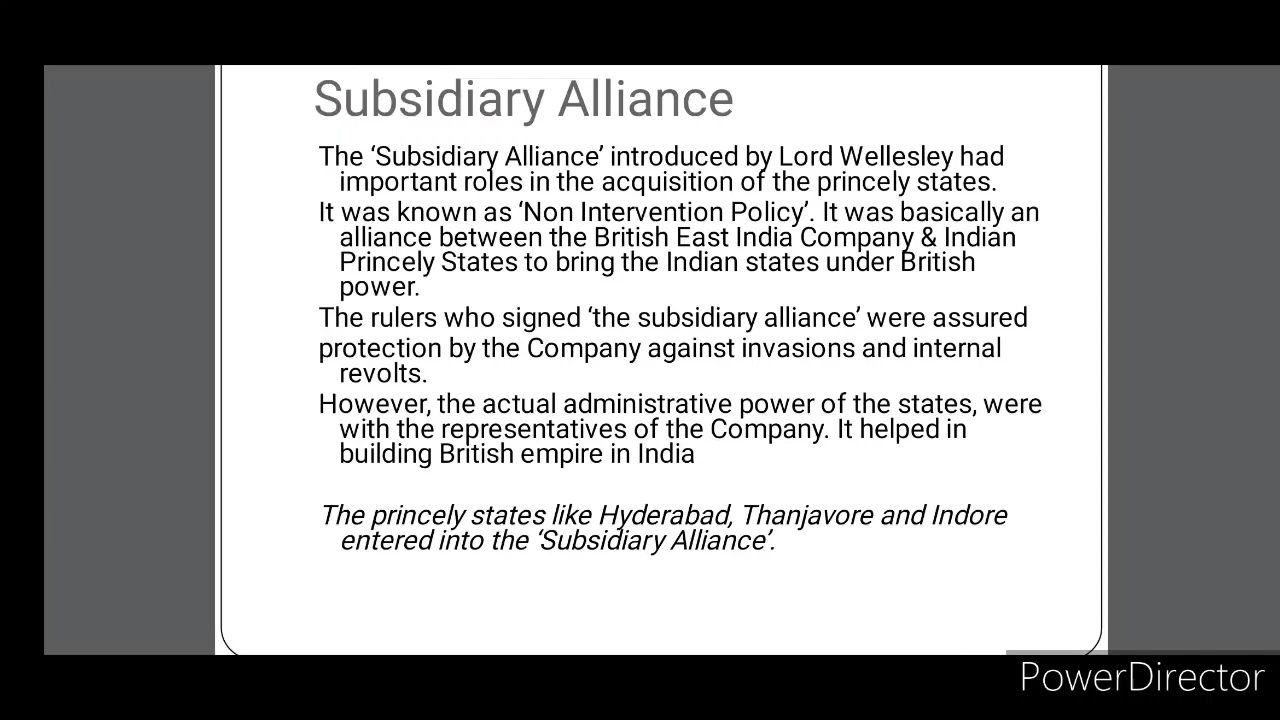 Subsidiary Alliance
The ‘Subsidiary Alliance’ introduced by Lord Wellesley had
important roles in the acquisition of the princely states.
It was known as ‘Non Intervention Policy’. It was basically an
alliance between the British East India Company & Indian
Princely States to bring the Indian states under British
power.
The rulers who signed ‘the subsidiary alliance’ were assured
protection by the Company against invasions and internal
revolts.
However, the actual administrative power of the states, were
with the representatives of the Company. It helped in
building British empire in India
The princely states like Hyderabad, Thanjavore and Indore
entered into the ‘Subsidiary Alliance’.
PowerDirector